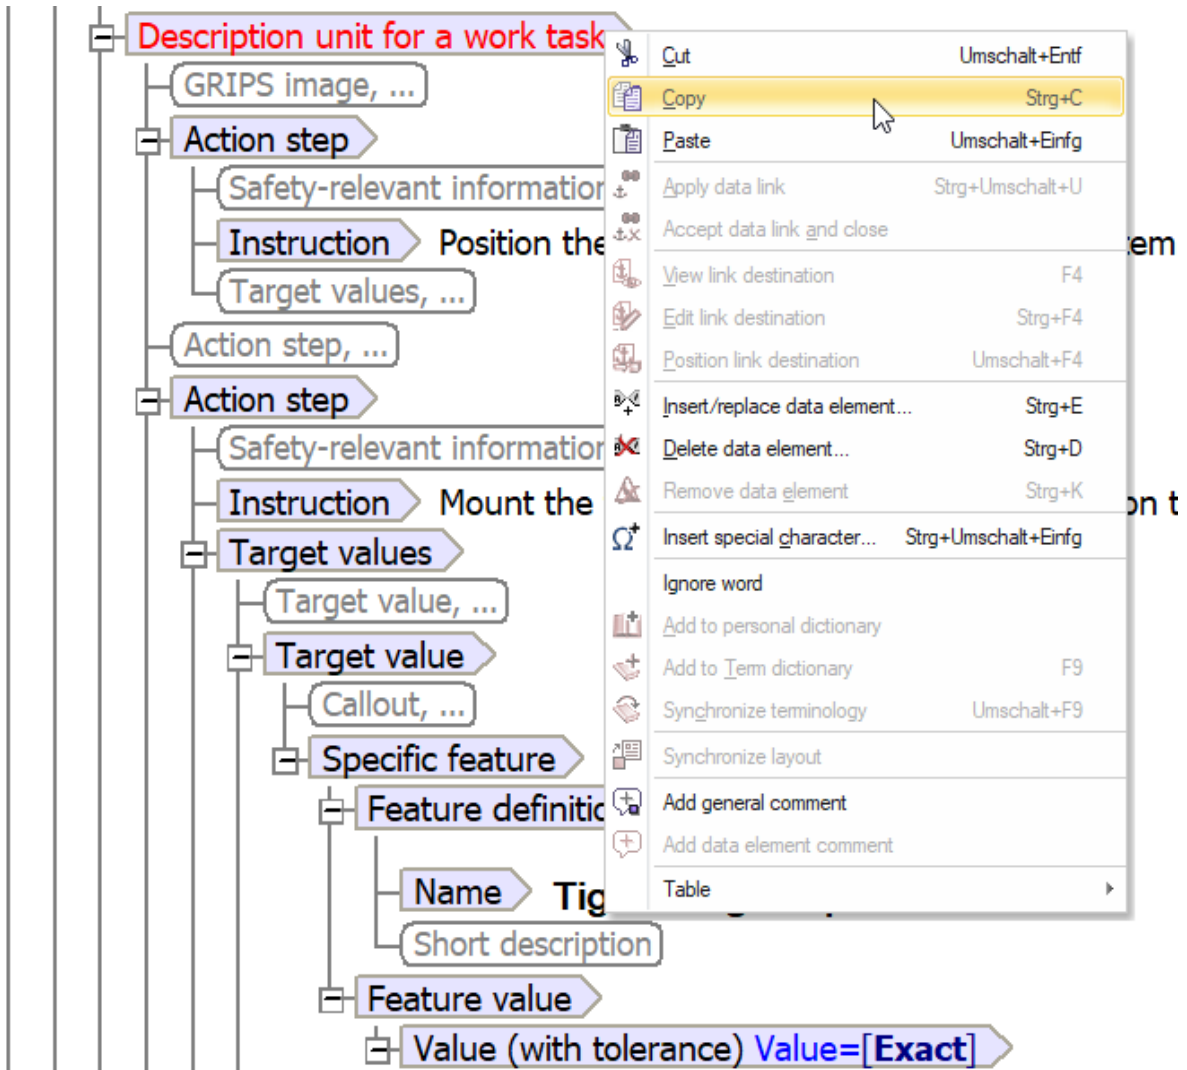 Description unit for a work task
GRIPS image, ...
Action step
Safety-relevant information
Instruction Position the
tem
Target values, ...
Action step, ...
Action step
Safety-relevant information
Instruction Mount the
on t
Target values
Target value, ...
Target value
Callout, ...
Specific feature
Feature definitio
Name
Short description
Feature value
Value (with tolerance) Value=[Exact]
Cut Umschalt+Entf
Copy Strg+C
Paste Umschalt+Einfg
Apply data link Strg+Umschalt+U
Accept data link and close
View link destination F4
Edit link destination Strg+F4
Position link destination Umschalt+F4
Insert/replace data element... Strg+E
Delete data element... Strg+D
Remove data element Strg+K
Insert special character... Strg+Umschalt+Einfg
Ignore word
Add to personal dictionary
Add to Term dictionary F9
Synchronize terminology Umschalt+F9
Synchronize layout
Add general comment
Add data element comment
Table